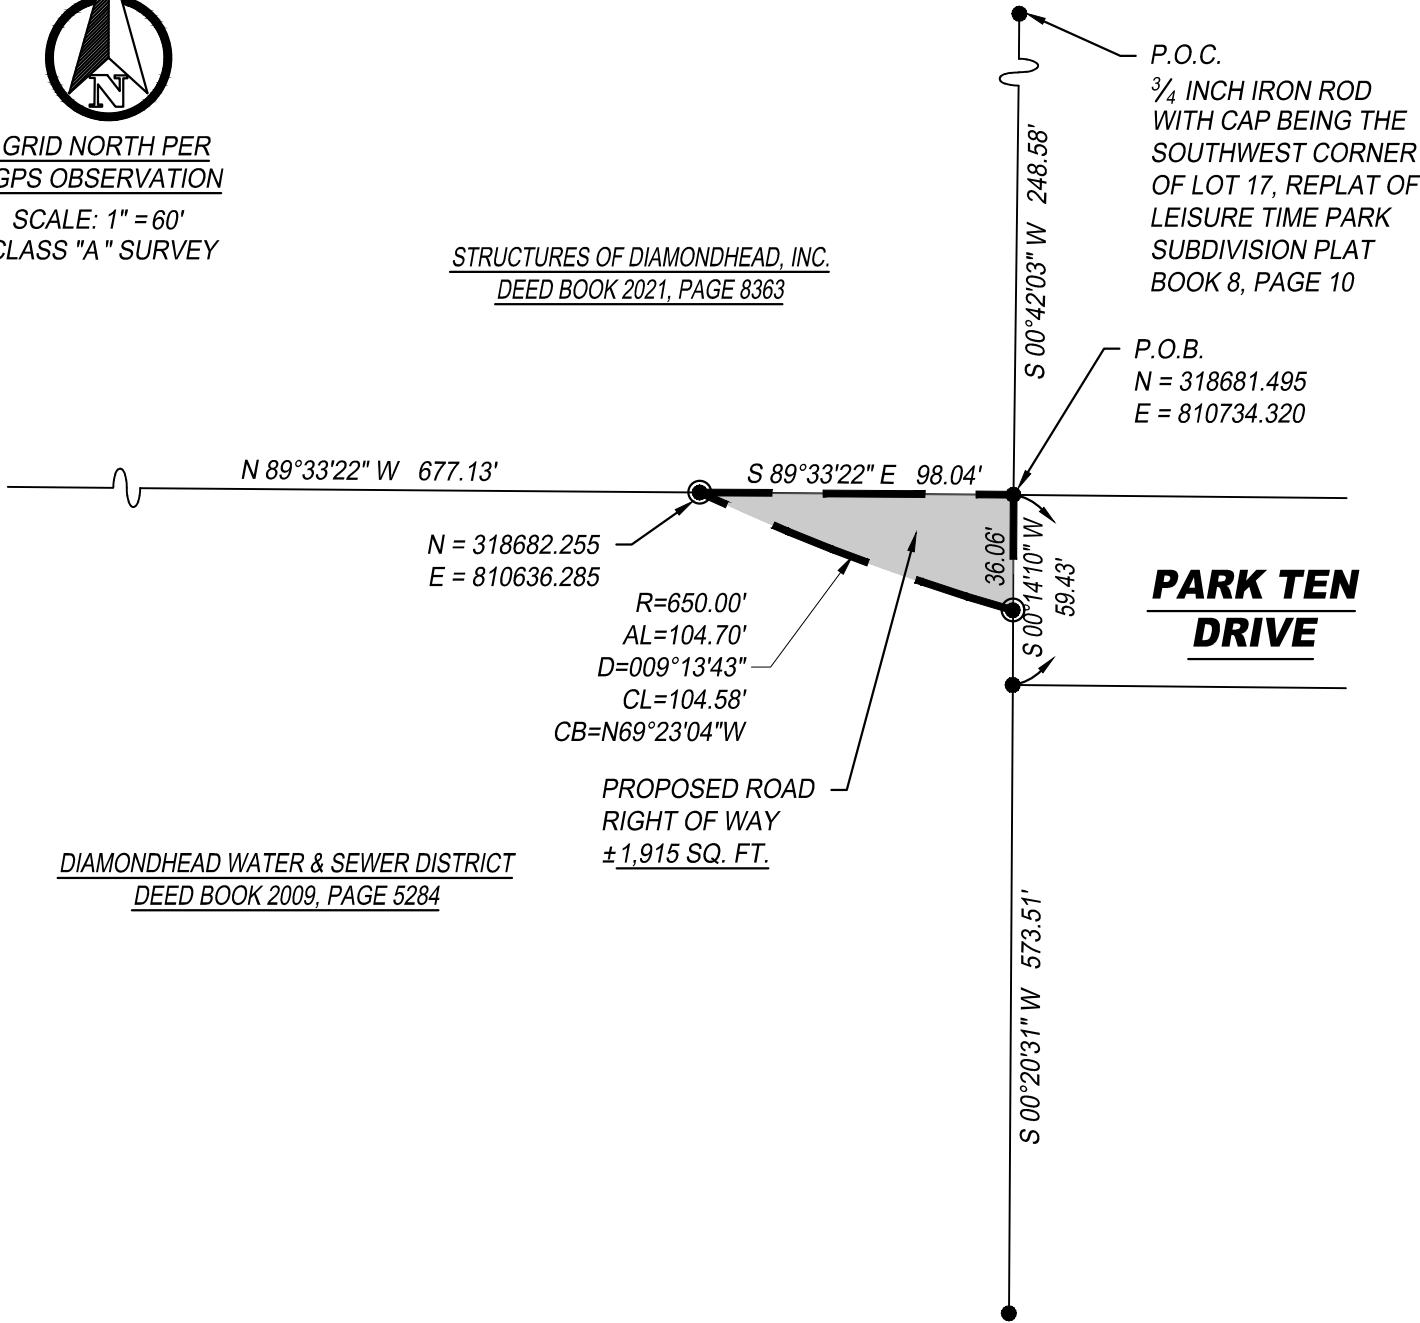 N
GRID NORTH PER
GPS OBSERVATION
SCALE: 1" = 60'
CLASS "A" SURVEY
STRUCTURES OF DIAMONDHEAD, INC.
DEED BOOK 2021, PAGE 8363
S 00°42'03" W 248.58'
P.O.C.
3/4 INCH IRON ROD
WITH CAP BEING THE
SOUTHWEST CORNER
OF LOT 17, REPLAT OF
LEISURE TIME PARK
SUBDIVISION PLAT
BOOK 8, PAGE 10
P.O.B.
N = 318681.495
E = 810734.320
N 89°33'22" W 677.13'
S 89°33'22" E 98.04'
N = 318682.255
E = 810636.285
36.06'
S 00°14'10" W
59.43'
PARK TEN
DRIVE
R=650.00'
AL=104.70'
D=009°13'43"
CL=104.58'
CB=N69°23'04"W
PROPOSED ROAD
RIGHT OF WAY
±1,915 SQ. FT.
DIAMONDHEAD WATER & SEWER DISTRICT
DEED BOOK 2009, PAGE 5284
S 00°20'31" W 573.51'